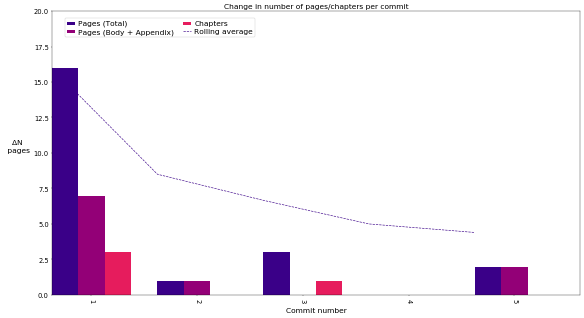 Change in number of pages/chapters per commit
Pages (Total)
Pages (Body + Appendix)
Chapters
Rolling average
20.0
17.5
15.0
12.5
10.0
7.5
5.0
2.5
0.0
ΔN
pages
1
2
3
4
5
Commit number